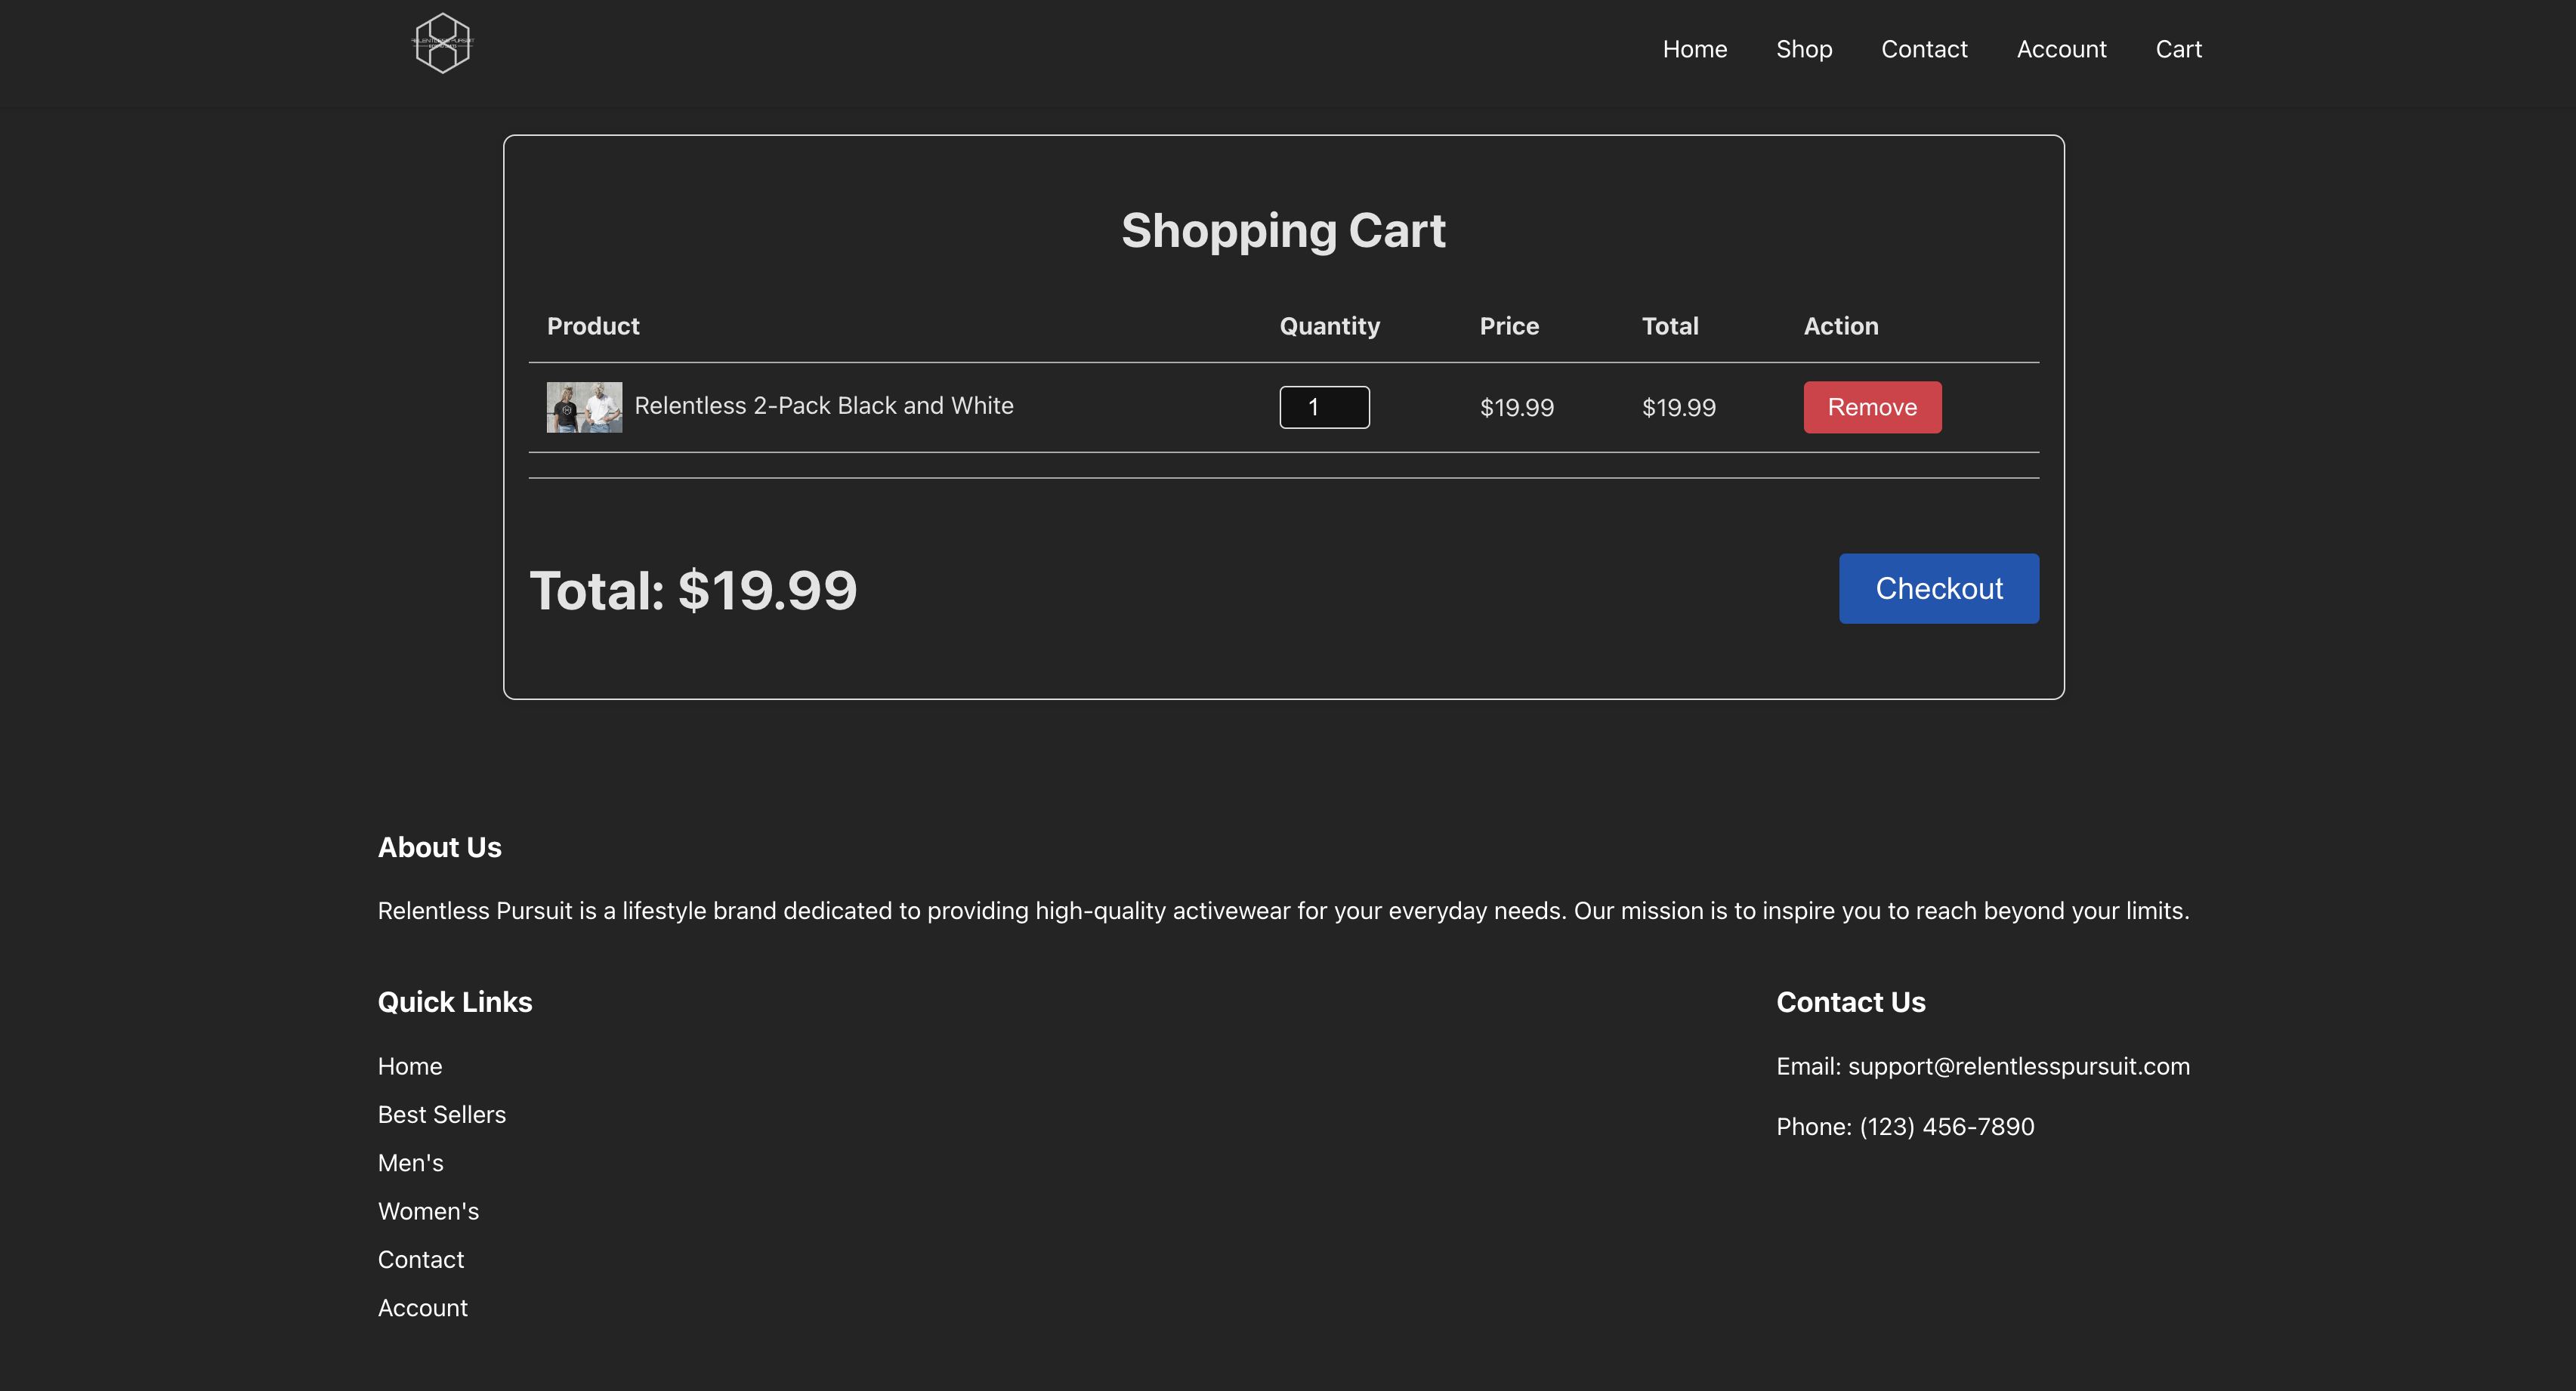 RELENTLESS PURSUIT
Home Shop Contact Account Cart
Shopping Cart
Product Quantity Price Total Action
Relentless 2-Pack Black and White 1 $19.99 $19.99 Remove
Total: $19.99 Checkout
About Us
Relentless Pursuit is a lifestyle brand dedicated to providing high-quality activewear for your everyday needs. Our mission is to inspire you to reach beyond your limits.
Quick Links
Home
Best Sellers
Men's
Women's
Contact
Account
Contact Us
Email: support@relentlesspursuit.com
Phone: (123) 456-7890